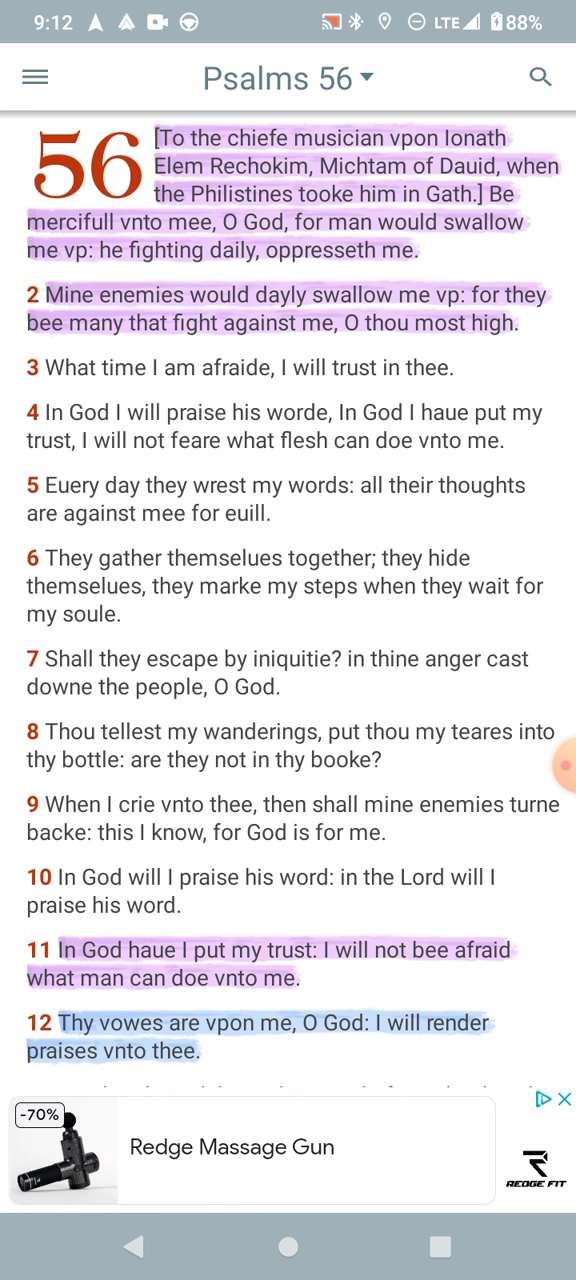 9:12
LTE 88%
Psalms 56
56 [To the chiefe musician vpon Ionath
Elem Rechokim, Michtam of Dauid, when
the Philistines tooke him in Gath.] Be
mercifull vnto mee, O God, for man would swallow
me vp: he fighting daily, oppresseth me.
2 Mine enemies would dayly swallow me vp: for they
bee many that fight against me, O thou most high.
3 What time I am afraide, I will trust in thee.
4 In God I will praise his worde, In God I haue put my
trust, I will not feare what flesh can doe vnto me.
5 Euery day they wrest my words: all their thoughts
are against mee for euill.
6 They gather themselues together; they hide
themselues, they marke my steps when they wait for
my soule.
7 Shall they escape by iniquitie? in thine anger cast
downe the people, O God.
8 Thou tellest my wanderings, put thou my teares into
thy bottle: are they not in thy booke?
9 When I crie vnto thee, then shall mine enemies turne
backe: this I know, for God is for me.
10 In God will I praise his word: in the Lord will I
praise his word.
11 In God haue I put my trust: I will not bee afraid
what man can doe vnto me.
12 Thy vowes are vpon me, O God: I will render
praises vnto thee.
-70%
Redge Massage Gun
REDGE FIT